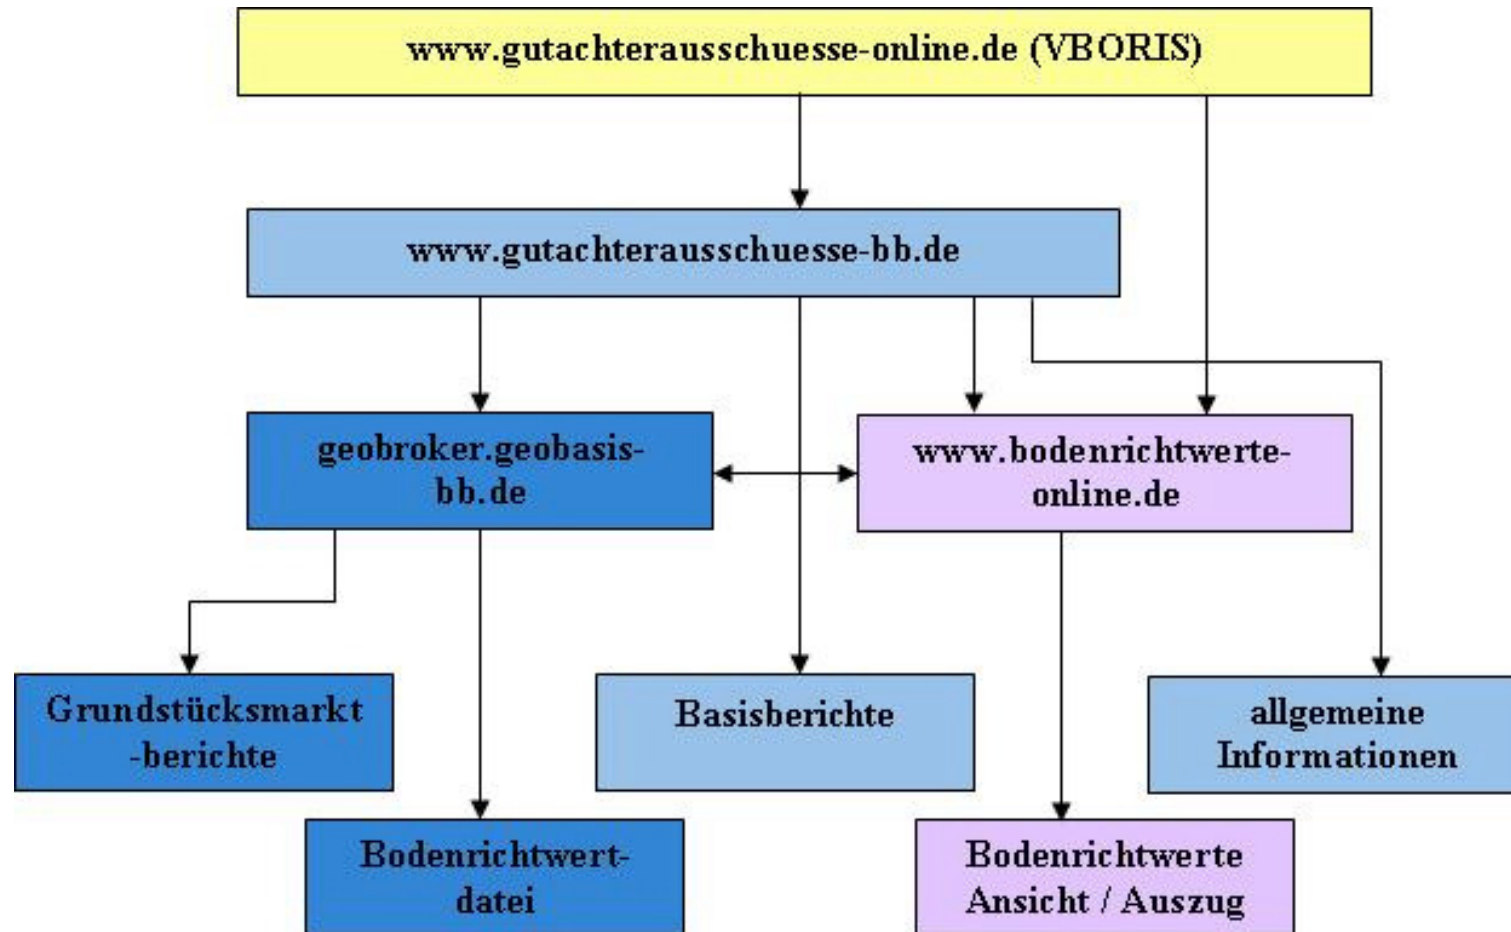 www.gutachterausschuesse-online.de (VBORIS)
www.gutachterausschuesse-bb.de
geobroker.geobasis-
bb.de
www.bodenrichtwerte-
online.de
Grundstücksmarkt
-berichte
Basisberichte
allgemeine
Informationen
Bodenrichtwert-
datei
Bodenrichtwerte
Ansicht / Auszug